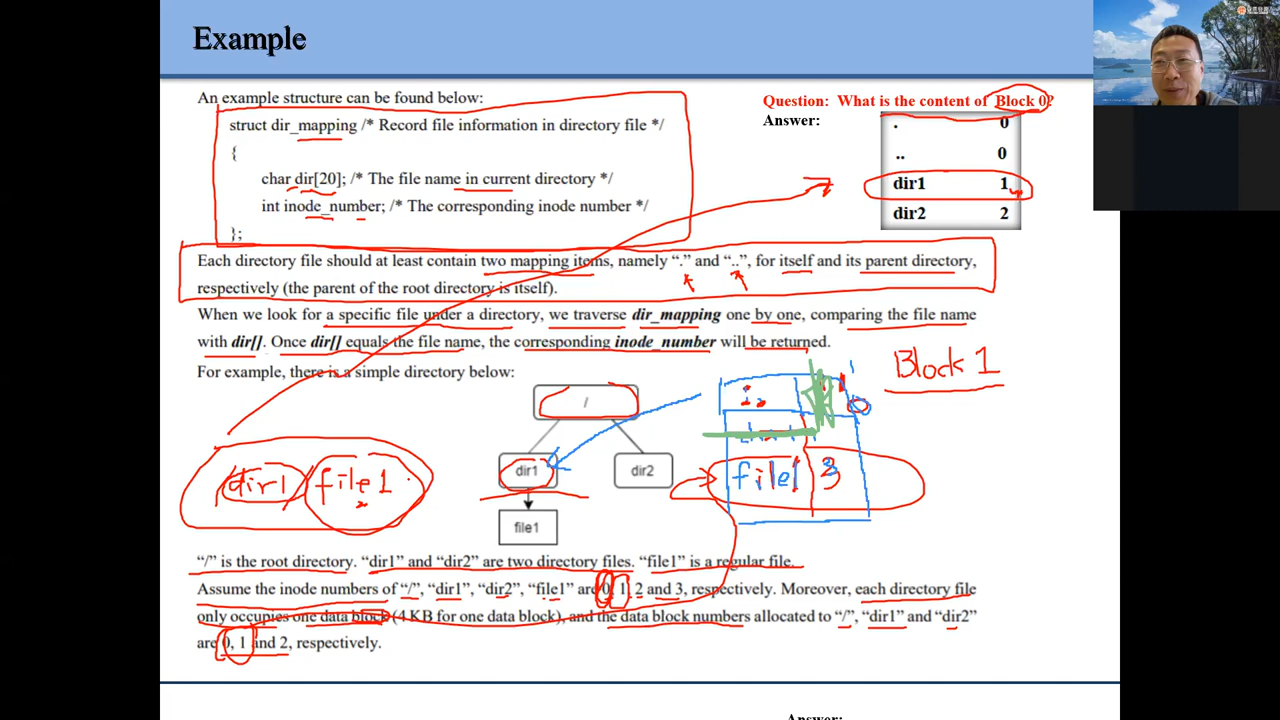 Example
An example structure can be found below:
struct dir_mapping /* Record file information in directory file */
{
char dir[20]; /* The file name in current directory */
int inode_number; /* The corresponding inode number */
};
Question: What is the content of Block 0?
Answer:
. 0
.. 0
dir1 1
dir2 2
Each directory file should at least contain two mapping items, namely “.” and “..”, for itself and its parent directory,
respectively (the parent of the root directory is itself).
When we look for a specific file under a directory, we traverse dir_mapping one by one, comparing the file name
with dir[]. Once dir[] equals the file name, the corresponding inode_number will be returned.
For example, there is a simple directory below:
Block 1
/
dir1
dir2
file1
dir1/file1
0
file1 3
“/” is the root directory. “dir1” and “dir2” are two directory files. “file1” is a regular file.
Assume the inode numbers of “/”, “dir1”, “dir2”, “file1” are 0, 1, 2 and 3, respectively. Moreover, each directory file
only occupies one data block (4 KB for one data block), and the data block numbers allocated to “/”, “dir1” and “dir2”
are 0, 1 and 2, respectively.
Answer: